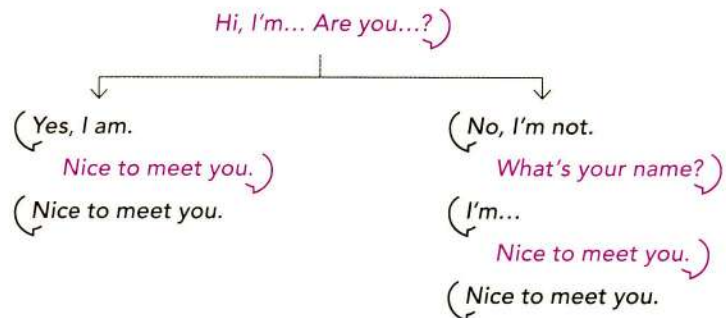 Hi, I'm... Are you...?
Yes, I am.
Nice to meet you.
Nice to meet you.
No, I'm not.
What's your name?
I'm...
Nice to meet you.
Nice to meet you.